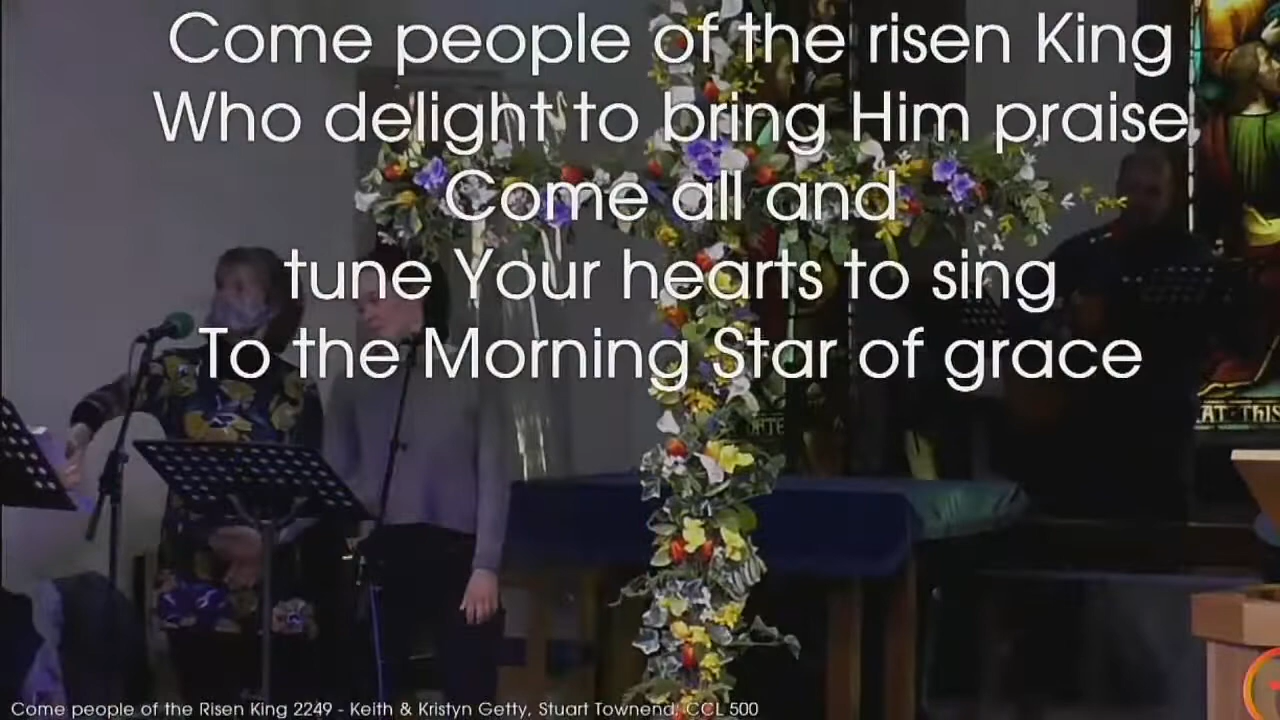 Come people of the risen King
Who delight to bring Him praise
Come all and
tune Your hearts to sing
To the Morning Star of grace
AT THIS
Come people of the Risen King 2249 - Keith & Kristyn Getty, Stuart Townend, CCL 500